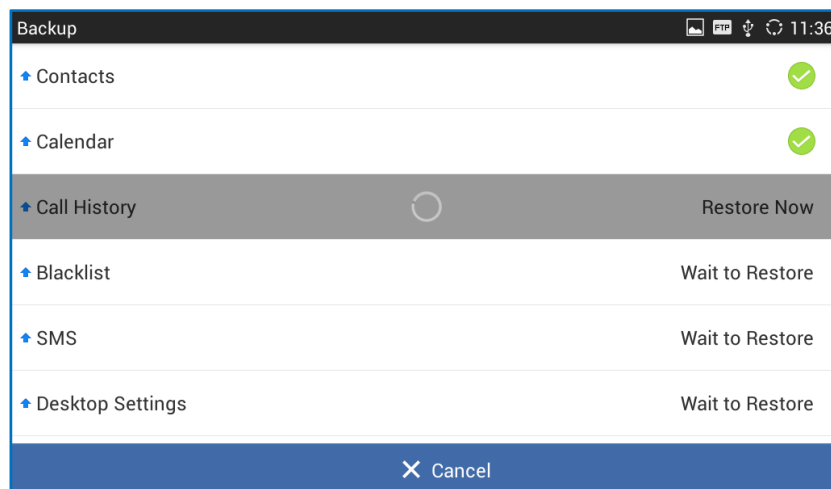 Backup FTP 11:36
Contacts
Calendar
Call History Restore Now
Blacklist Wait to Restore
SMS Wait to Restore
Desktop Settings Wait to Restore
Cancel